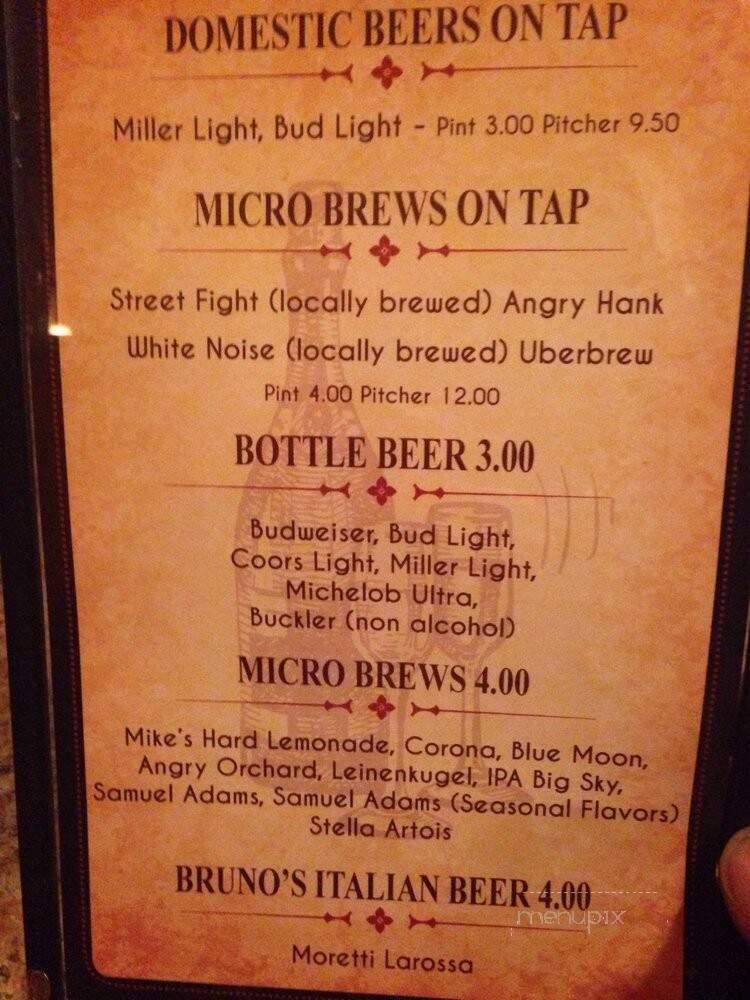 DOMESTIC BEERS ON TAP
Miller Light, Bud Light - Pint 3.00 Pitcher 9.50
MICRO BREWS ON TAP
Street Fight (locally brewed) Angry Hank
White Noise (locally brewed) Uberbrew
Pint 4.00 Pitcher 12.00
BOTTLE BEER 3.00
Budweiser, Bud Light,
Coors Light, Miller Light,
Michelob Ultra,
Buckler (non alcohol)
MICRO BREWS 4.00
Mike's Hard Lemonade, Corona, Blue Moon,
Angry Orchard, Leinenkugel, IPA Big Sky,
Samuel Adams, Samuel Adams (Seasonal Flavors)
Stella Artois
BRUNO'S ITALIAN BEER 4.00
menupix
Moretti Larossa